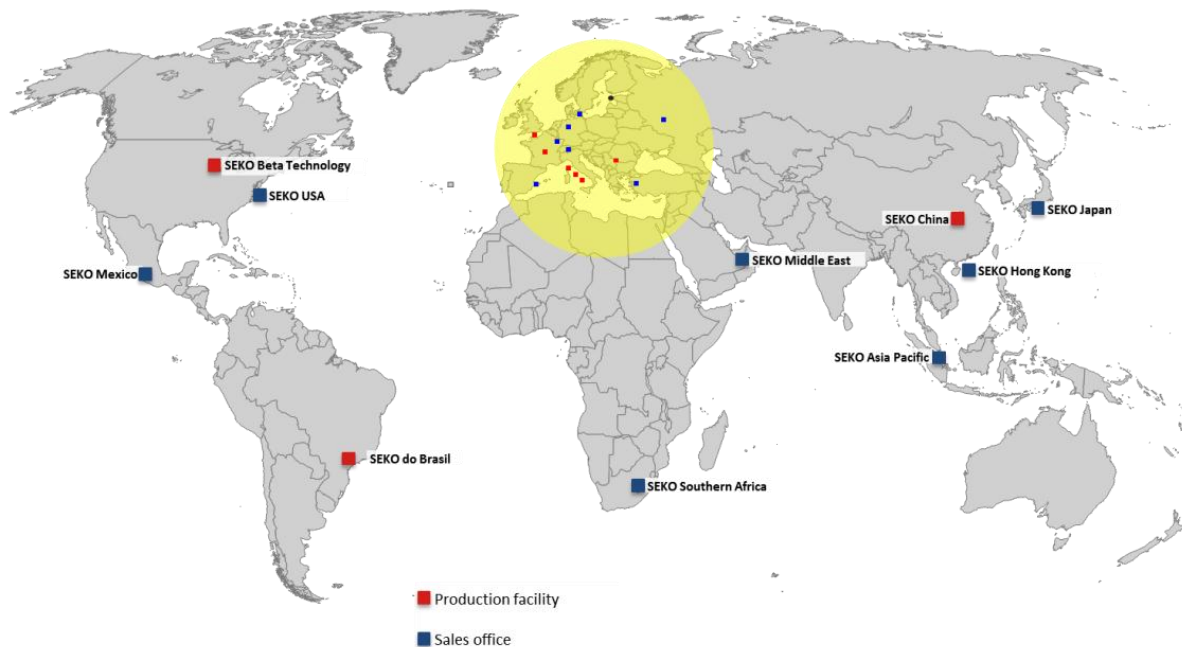 SEKO Beta Technology
SEKO USA
SEKO Mexico
SEKO do Brasil
SEKO Southern Africa
SEKO Middle East
SEKO China
SEKO Japan
SEKO Hong Kong
SEKO Asia Pacific
Production facility
Sales office